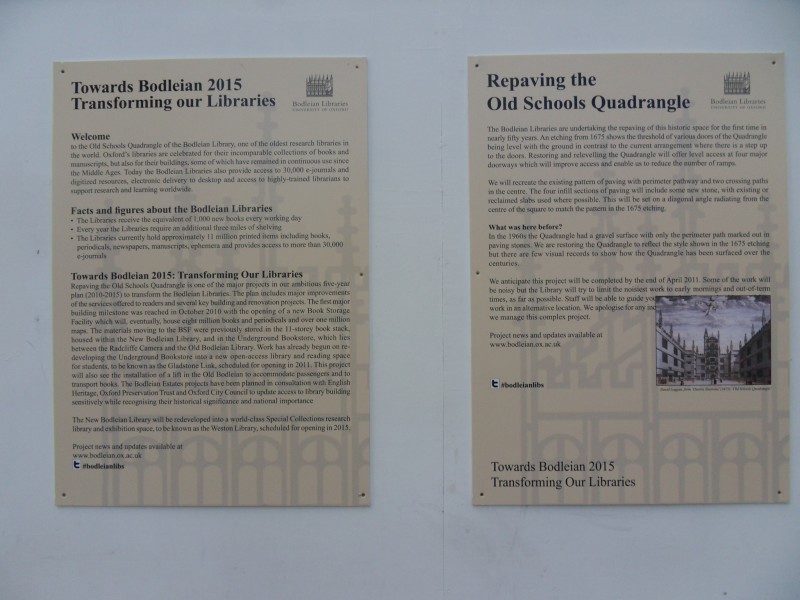 Towards Bodleian 2015
Transforming our Libraries
Bodleian Libraries
UNIVERSITY OF OXFORD
Welcome
to the Old Schools Quadrangle of the Bodleian Library, one of the oldest research libraries in
the world. Oxford's libraries are celebrated for their incomparable collections of books and
manuscripts, but also for their buildings, some of which have remained in continuous use since
the Middle Ages. Today the Bodleian Libraries also provide access to 30,000 e-journals and
digitized resources, electronic delivery to desktop and access to highly-trained librarians to
support research and learning worldwide.
Facts and figures about the Bodleian Libraries
• The Libraries receive the equivalent of 1,000 new books every working day
• Every year the Libraries require an additional three miles of shelving
• The Libraries currently hold approximately 11 million printed items including books,
periodicals, newspapers, manuscripts, ephemera and provides access to more than 30,000
e-journals
Towards Bodleian 2015: Transforming Our Libraries
Repaving the Old Schools Quadrangle is one of the major projects in our ambitious five-year
plan (2010-2015) to transform the Bodleian Libraries. The plan includes major improvements
of the services offered to readers and several key building and renovation projects. The first major
building milestone was reached in October 2010 with the opening of a new Book Storage
Facility which will, eventually, house eight million books and periodicals and over one million
maps. The materials moving to the BSF were previously stored in the 11-storey book stack,
housed within the New Bodleian Library, and in the Underground Bookstore, which lies
between the Radcliffe Camera and the Old Bodleian Library. Work has already begun on re-
developing the Underground Bookstore into a new open-access library and reading space
for students, to be known as the Gladstone Link, scheduled for opening in 2011. This project
will also see the installation of a lift in the Old Bodleian to accommodate passengers and to
transport books. The Bodleian Estates projects have been planned in consultation with English
Heritage, Oxford Preservation Trust and Oxford City Council to update access to library building
sensitively while recognising their historical significance and national importance
The New Bodleian Library will be redeveloped into a world-class Special Collections research
library and exhibition space, to be known as the Weston Library, scheduled for opening in 2015.
Project news and updates available at
www.bodleian.ox.ac.uk
t #bodleianlibs
Repaving the
Old Schools Quadrangle
Bodleian Libraries
UNIVERSITY OF OXFORD
The Bodleian Libraries are undertaking the repaving of this historic space for the first time in
nearly fifty years. An etching from 1675 shows the threshold of various doors of the Quadrangle
being level with the ground in contrast to the current arrangement where there is a step up
to the doors. Restoring and relevelling the Quadrangle will offer level access at four major
doorways which will improve access and enable us to reduce the number of ramps.
We will recreate the existing pattern of paving with perimeter pathway and two crossing paths
in the centre. The four infill sections of paving will include some new stone, with existing or
reclaimed slabs used where possible. This will be set on a diagonal angle radiating from the
centre of the square to match the pattern in the 1675 etching.
What was here before?
In the 1960s the Quadrangle had a gravel surface with only the perimeter path marked out in
paving stones. We are restoring the Quadrangle to reflect the style shown in the 1675 etching
but there are few visual records to show how the Quadrangle has been surfaced over the
centuries.
We anticipate this project will be completed by the end of April 2011. Some of the work will
be noisy but the Library will try to limit the noisiest work to early mornings and out-of-term
times, as far as possible. Staff will be able to guide you
work in an alternative location. We apologise for any
we manage this complex project.
Project news and updates available at
www.bodleian.ox.ac.uk
t #bodleianlibs
Towards Bodleian 2015
Transforming Our Libraries